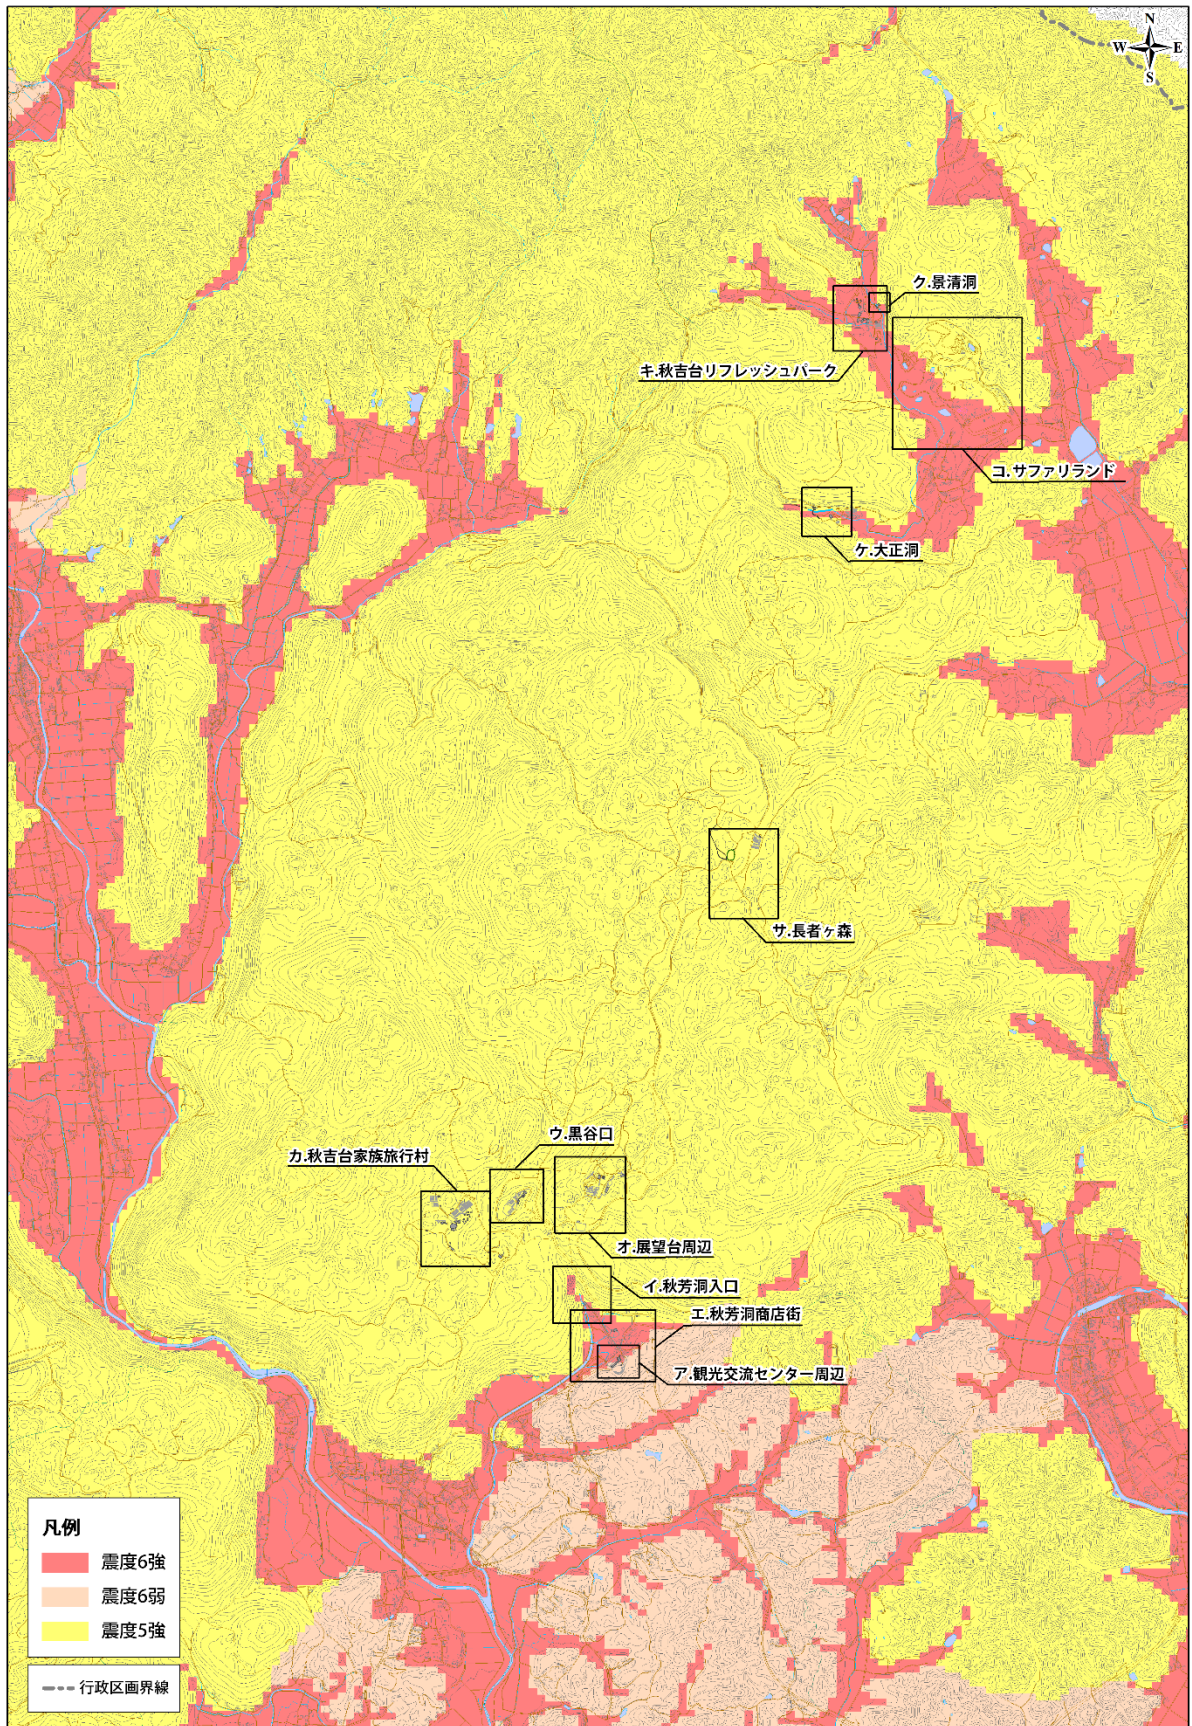 N
W
E
S
ク.景清洞
キ.秋吉台リフレッシュパーク
コ.サファリランド
ケ.大正洞
サ.長者ヶ森
ウ.黒谷口
カ.秋吉台家族旅行村
オ.展望台周辺
イ.秋芳洞入口
エ.秋芳洞商店街
ア.観光交流センター周辺
凡例
震度6強
震度6弱
震度5強
行政区画界線